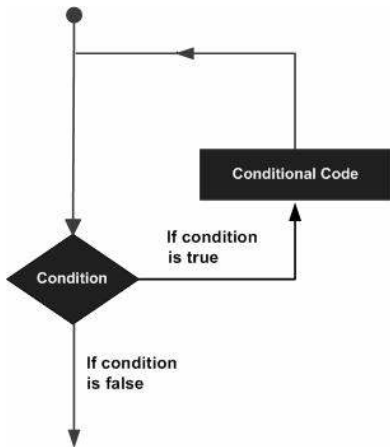 Conditional Code
If condition
is true
Condition
If condition
is false